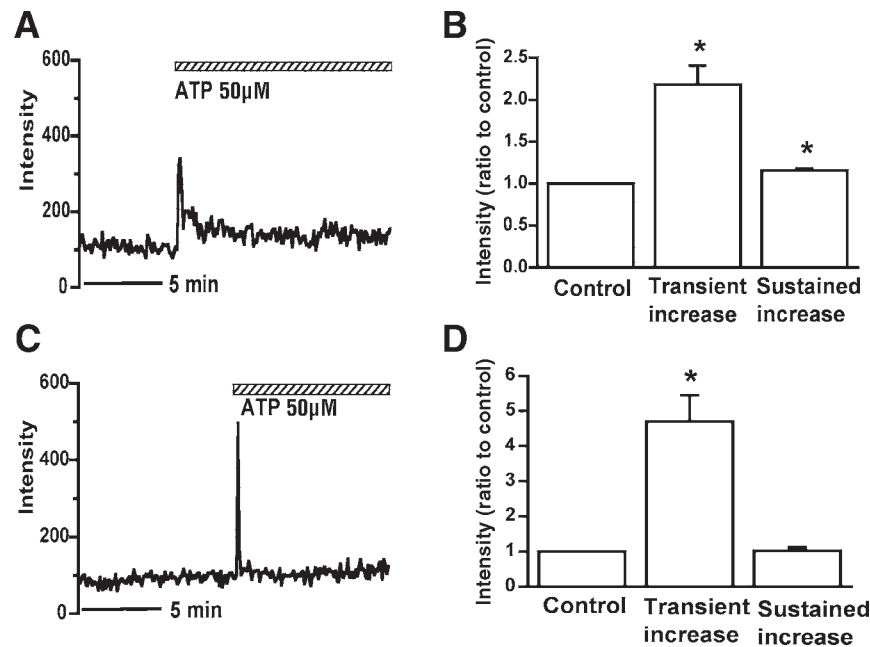 A
600
400
200
0
Intensity
ATP 50µM
5 min
B
2.5
2.0
1.5
1.0
0.5
0.0
Intensity (ratio to control)
*
*
Control
Transient increase
Sustained increase
C
600
400
200
0
Intensity
ATP 50µM
5 min
D
6
5
4
3
2
1
0
Intensity (ratio to control)
*
Control
Transient increase
Sustained increase